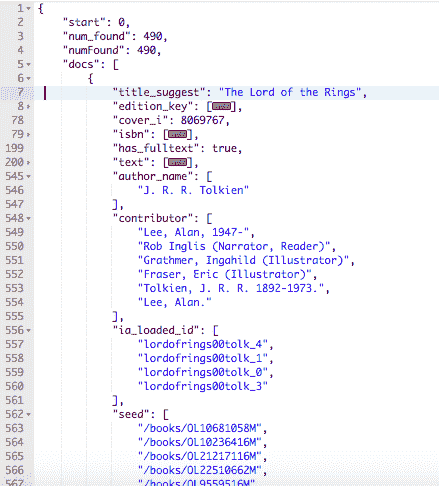 1 {
2 "start": 0,
3 "num_found": 490,
4 "numFound": 490,
5 "docs": [
6 {
7 "title_suggest": "The Lord of the Rings",
8 "edition_key": [],
78 "cover_i": 8069767,
79 "isbn": [],
199 "has_fulltext": true,
200 "text": [],
545 "author_name": [
546 "J. R. R. Tolkien"
547 ],
548 "contributor": [
549 "Lee, Alan, 1947-",
550 "Rob Inglis (Narrator, Reader)",
551 "Grathmer, Ingahild (Illustrator)",
552 "Fraser, Eric (Illustrator)",
553 "Tolkien, J. R. R. 1892-1973.",
554 "Lee, Alan."
555 ],
556 "ia_loaded_id": [
557 "lordofrings00tolk_4",
558 "lordofrings00tolk_1",
559 "lordofrings00tolk_0",
560 "lordofrings00tolk_3"
561 ],
562 "seed": [
563 "/books/OL10681058M",
564 "/books/OL10236416M",
565 "/books/OL21217116M",
566 "/books/OL22510662M",
567 "/books/OL9559516M",